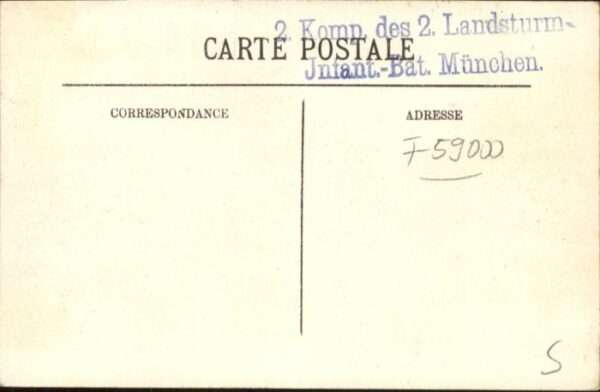 2. Komp. des 2. Landsturm-
CARTE POSTALE
Jnfant.-Bat. München.
CORRESPONDANCE
ADRESSE
F-59000
S